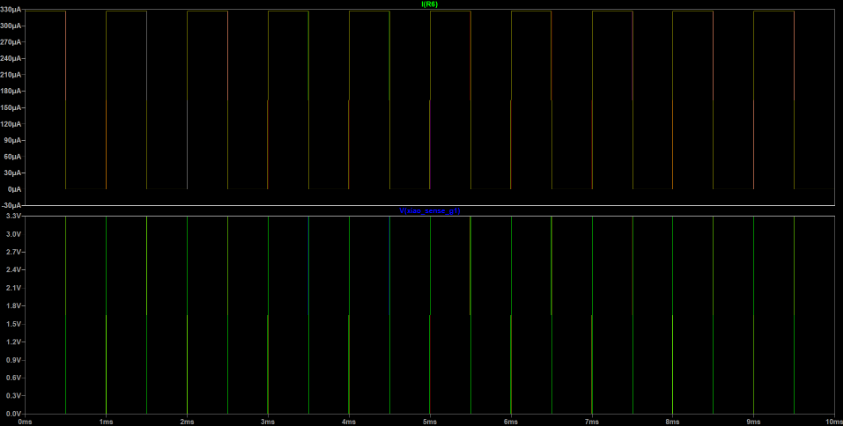 I(R6)
330µA
300µA
270µA
240µA
210µA
180µA
150µA
120µA
90µA
60µA
30µA
0µA
-30µA
3.3V
3.0V
2.7V
2.4V
2.1V
1.8V
1.5V
1.2V
0.9V
0.6V
0.3V
0.0V
0ms 1ms 2ms 3ms 4ms 5ms 6ms 7ms 8ms 9ms 10ms